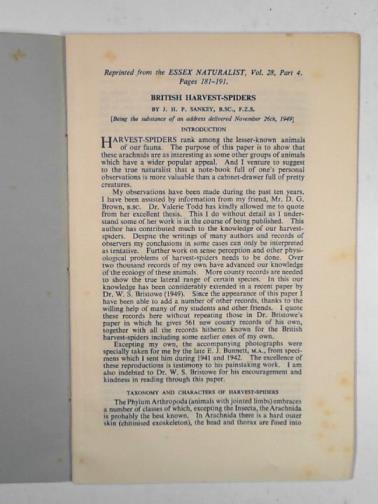 Reprinted from the ESSEX NATURALIST, Vol. 28, Part 4.
Pages 181-191.
BRITISH HARVEST-SPIDERS
BY J. H. P. SANKEY, B.SC., F.Z.S.
[Being the substance of an address delivered November 26th, 1949]
INTRODUCTION
HARVEST-SPIDERS rank among the lesser-known animals
of our fauna. The purpose of this paper is to show that
these arachnids are as interesting as some other groups of animals
which have a wider popular appeal. And I venture to suggest
to the true naturalist that a note-book full of one's personal
observations is more valuable than a cabinet-drawer full of pretty
creatures.
My observations have been made during the past ten years.
I have been assisted by information from my friend, Mr. D. G.
Brown, B.SC. Dr. Valerie Todd has kindly allowed me to quote
from her excellent thesis. This I do without detail as I under-
stand some of her work is in the course of being published. This
author has contributed much to the knowledge of our harvest-
spiders. Despite the writings of many authors and records of
observers my conclusions in some cases can only be interpreted
as tentative. Further work on sense perception and other physi-
ological problems of harvest-spiders needs to be done. Over
two thousand records of my own have advanced our knowledge
of the ecology of these animals. More county records are needed
to show the true lateral range of certain species. In this our
knowledge has been considerably extended in a recent paper by
Dr. W. S. Bristowe (1949). Since the appearance of this paper I
have been able to add a number of other records, thanks to the
willing help of many of my students and other friends. I quote
these records here without repeating those in Dr. Bristowe's
paper in which he gives 561 new county records of his own,
together with all the records hitherto known for the British
harvest-spiders including some earlier ones of my own.
Excepting my own, the accompanying photographs were
specially taken for me by the late E. J. Bunnett, M.A., from speci-
mens which I sent him during 1941 and 1942. The excellence of
these reproductions is testimony to his painstaking work. I am
also indebted to Dr. W. S. Bristowe for his encouragement and
kindness in reading through this paper.
TAXONOMY AND CHARACTERS OF HARVEST-SPIDERS
The Phylum Arthropoda (animals with jointed limbs) embraces
a number of classes of which, excepting the Insecta, the Arachnida
is probably the best known. In Arachnida there is a hard outer
skin (chitinised exoskeleton), the head and thorax are fused into